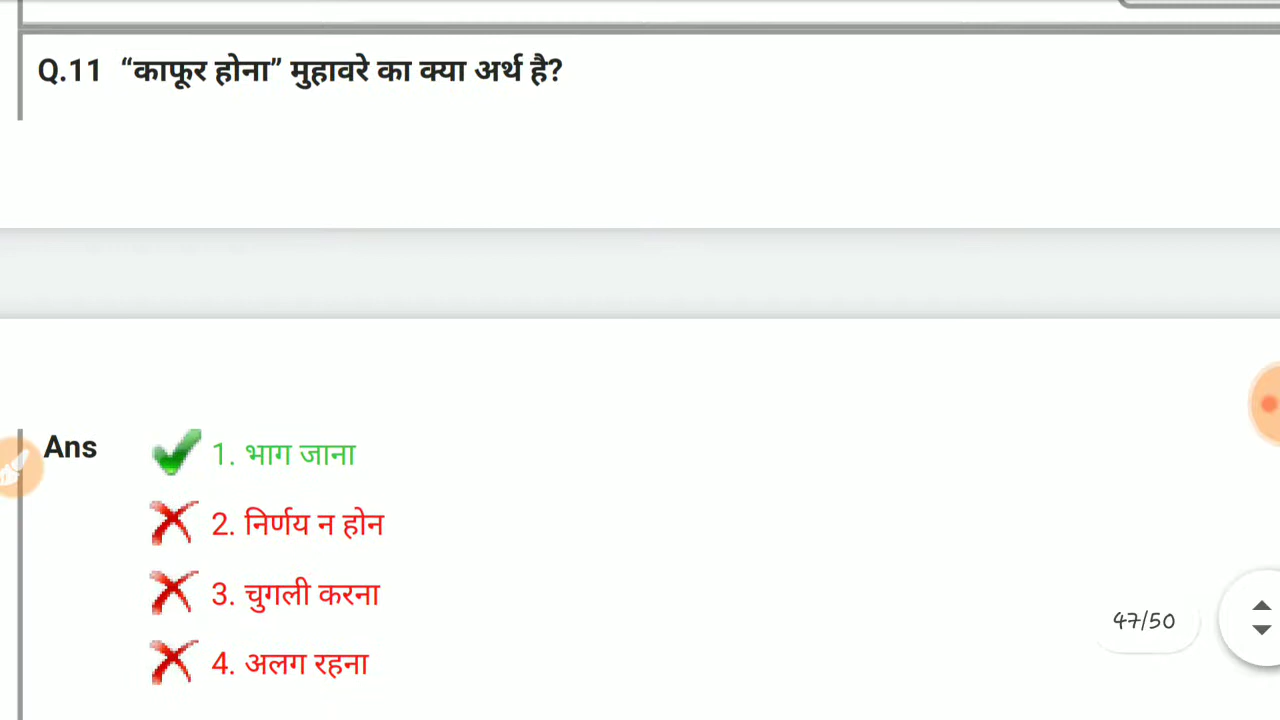 Q.11 “काफूर होना” मुहावरे का क्या अर्थ है?
Ans 1. भाग जाना
2. निर्णय न होन
3. चुगली करना
4. अलग रहना
47/50